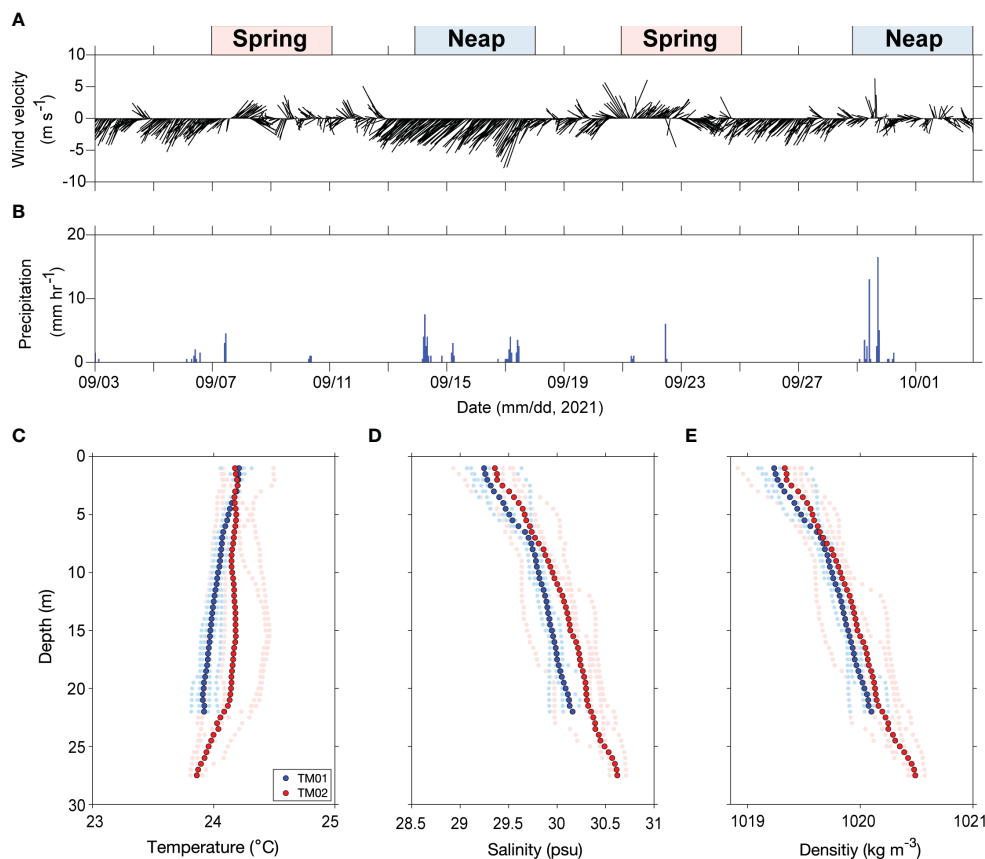 A
Spring Neap Spring Neap
Wind velocity
(m s⁻¹)
10
5
0
-5
-10
B
Precipitation
(mm hr⁻¹)
20
10
0
09/03 09/07 09/11 09/15 09/19 09/23 09/27 10/01
Date (mm/dd, 2021)
C D E
Depth (m)
0
5
10
15
20
25
30
TM01
TM02
23 24 25
Temperature (°C)
28.5 29 29.5 30 30.5 31
Salinity (psu)
1019 1020 1021
Densitiy (kg m⁻³)